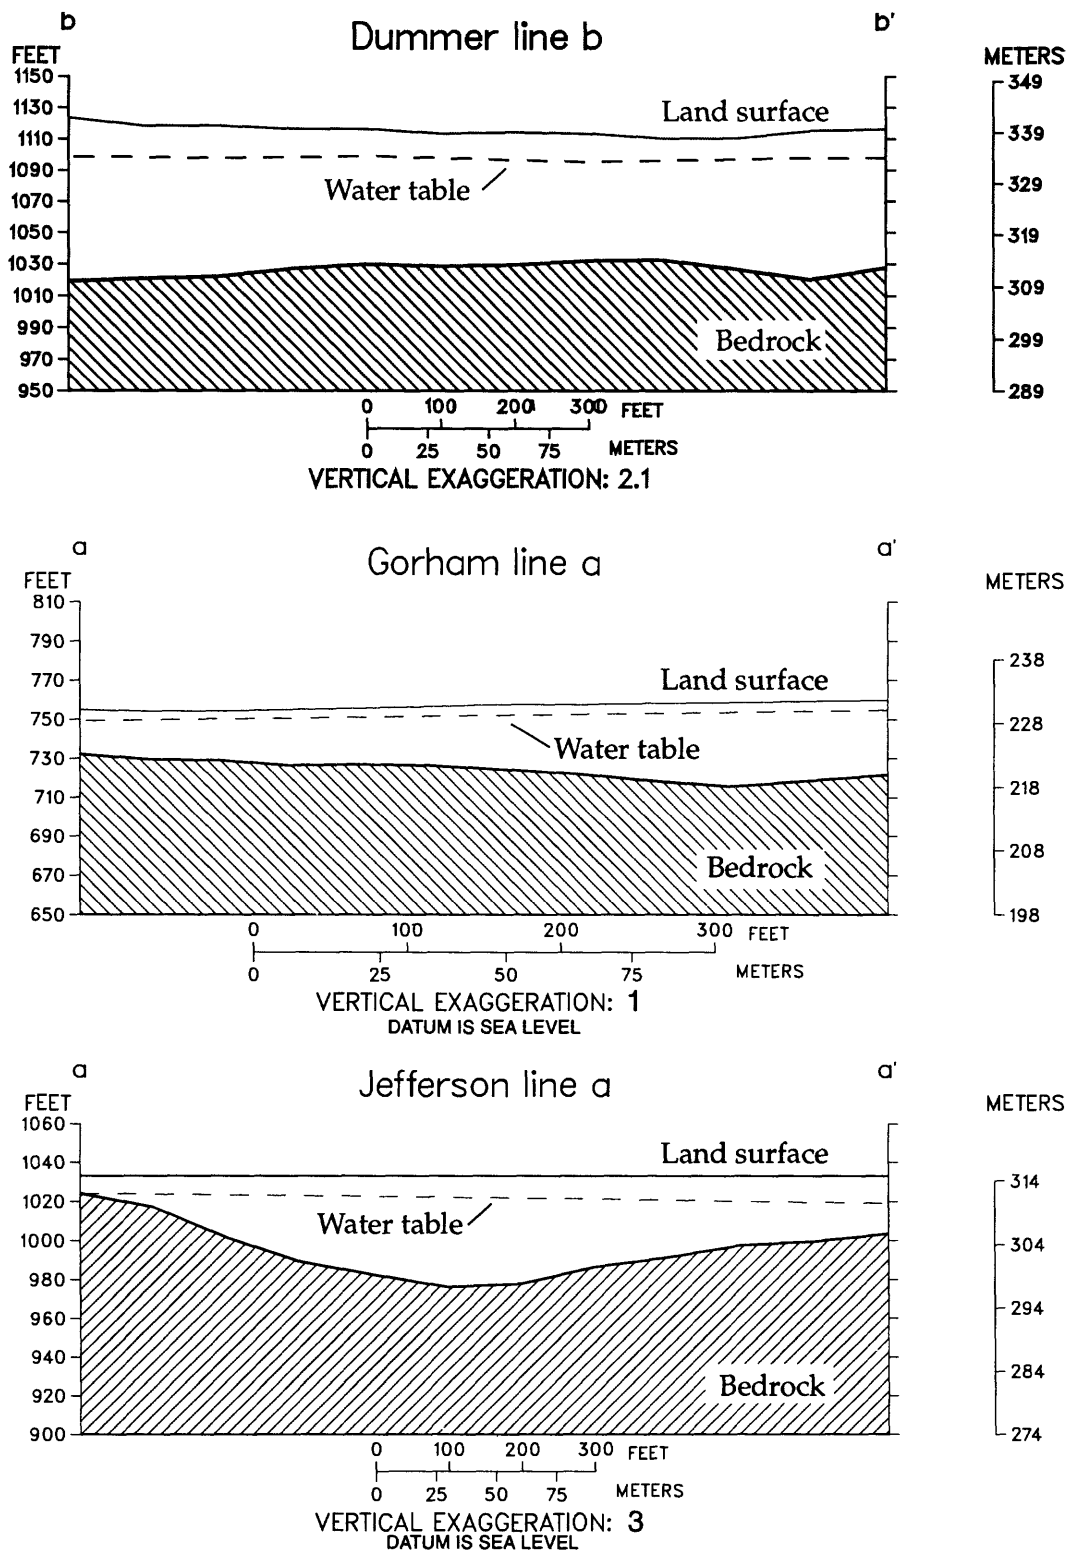 b Dummer line b b'
FEET METERS
1150
1130
1110
1090
1070
1050
1030
1010
990
970
950
Land surface
Water table
Bedrock
349
339
329
319
309
299
289
0 100 200 300 FEET
0 25 50 75 METERS
VERTICAL EXAGGERATION: 2.1
a Gorham line a a'
FEET METERS
810
790
770
750
730
710
690
670
650
Land surface
Water table
Bedrock
238
228
218
208
198
0 100 200 300 FEET
0 25 50 75 METERS
VERTICAL EXAGGERATION: 1
DATUM IS SEA LEVEL
a Jefferson line a a'
FEET METERS
1060
1040
1020
1000
980
960
940
920
900
Land surface
Water table
Bedrock
314
304
294
284
274
0 100 200 300 FEET
0 25 50 75 METERS
VERTICAL EXAGGERATION: 3
DATUM IS SEA LEVEL